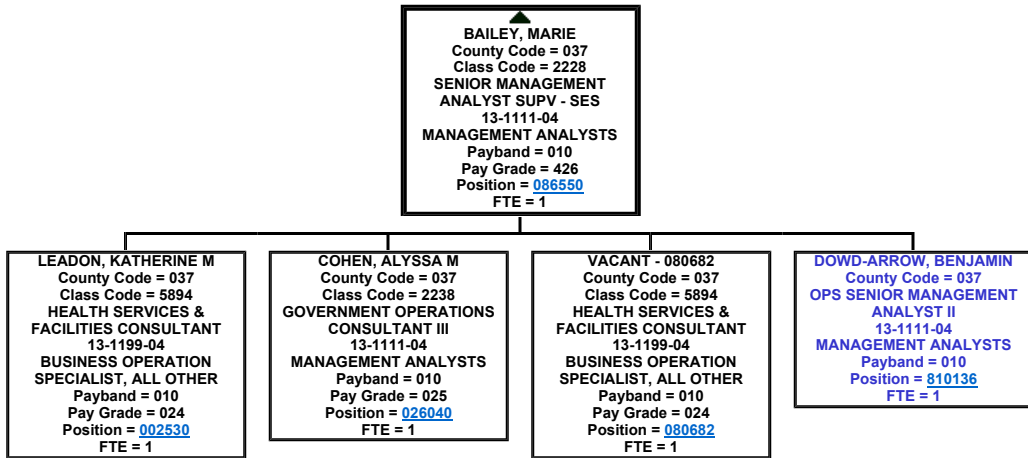 BAILEY, MARIE
County Code = 037
Class Code = 2228
SENIOR MANAGEMENT
ANALYST SUPV - SES
13-1111-04
MANAGEMENT ANALYSTS
Payband = 010
Pay Grade = 426
Position = 086550
FTE = 1
LEADON, KATHERINE M
County Code = 037
Class Code = 5894
HEALTH SERVICES &
FACILITIES CONSULTANT
13-1199-04
BUSINESS OPERATION
SPECIALIST, ALL OTHER
Payband = 010
Pay Grade = 024
Position = 002530
FTE = 1
COHEN, ALYSSA M
County Code = 037
Class Code = 2238
GOVERNMENT OPERATIONS
CONSULTANT III
13-1111-04
MANAGEMENT ANALYSTS
Payband = 010
Pay Grade = 025
Position = 026040
FTE = 1
VACANT - 080682
County Code = 037
Class Code = 5894
HEALTH SERVICES &
FACILITIES CONSULTANT
13-1199-04
BUSINESS OPERATION
SPECIALIST, ALL OTHER
Payband = 010
Pay Grade = 024
Position = 080682
FTE = 1
DOWD-ARROW, BENJAMIN
County Code = 037
OPS SENIOR MANAGEMENT
ANALYST II
13-1111-04
MANAGEMENT ANALYSTS
Payband = 010
Position = 810136
FTE = 1